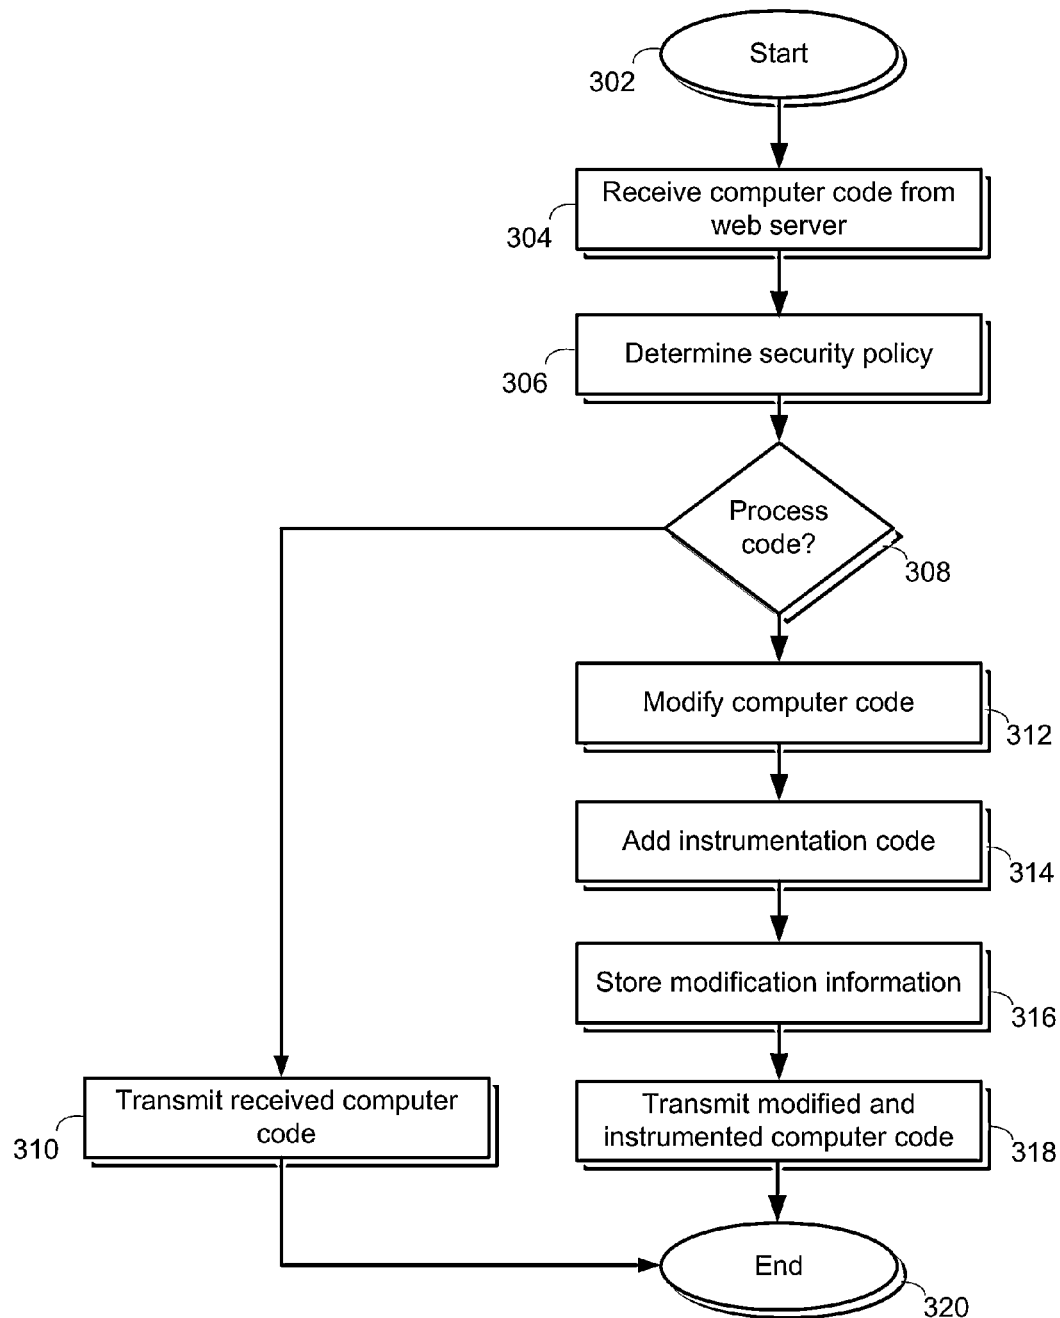 Start
302
Receive computer code from
web server
304
Determine security policy
306
Process
code?
308
Modify computer code
312
Add instrumentation code
314
Store modification information
316
Transmit received computer
code
310
Transmit modified and
instrumented computer code
318
End
320